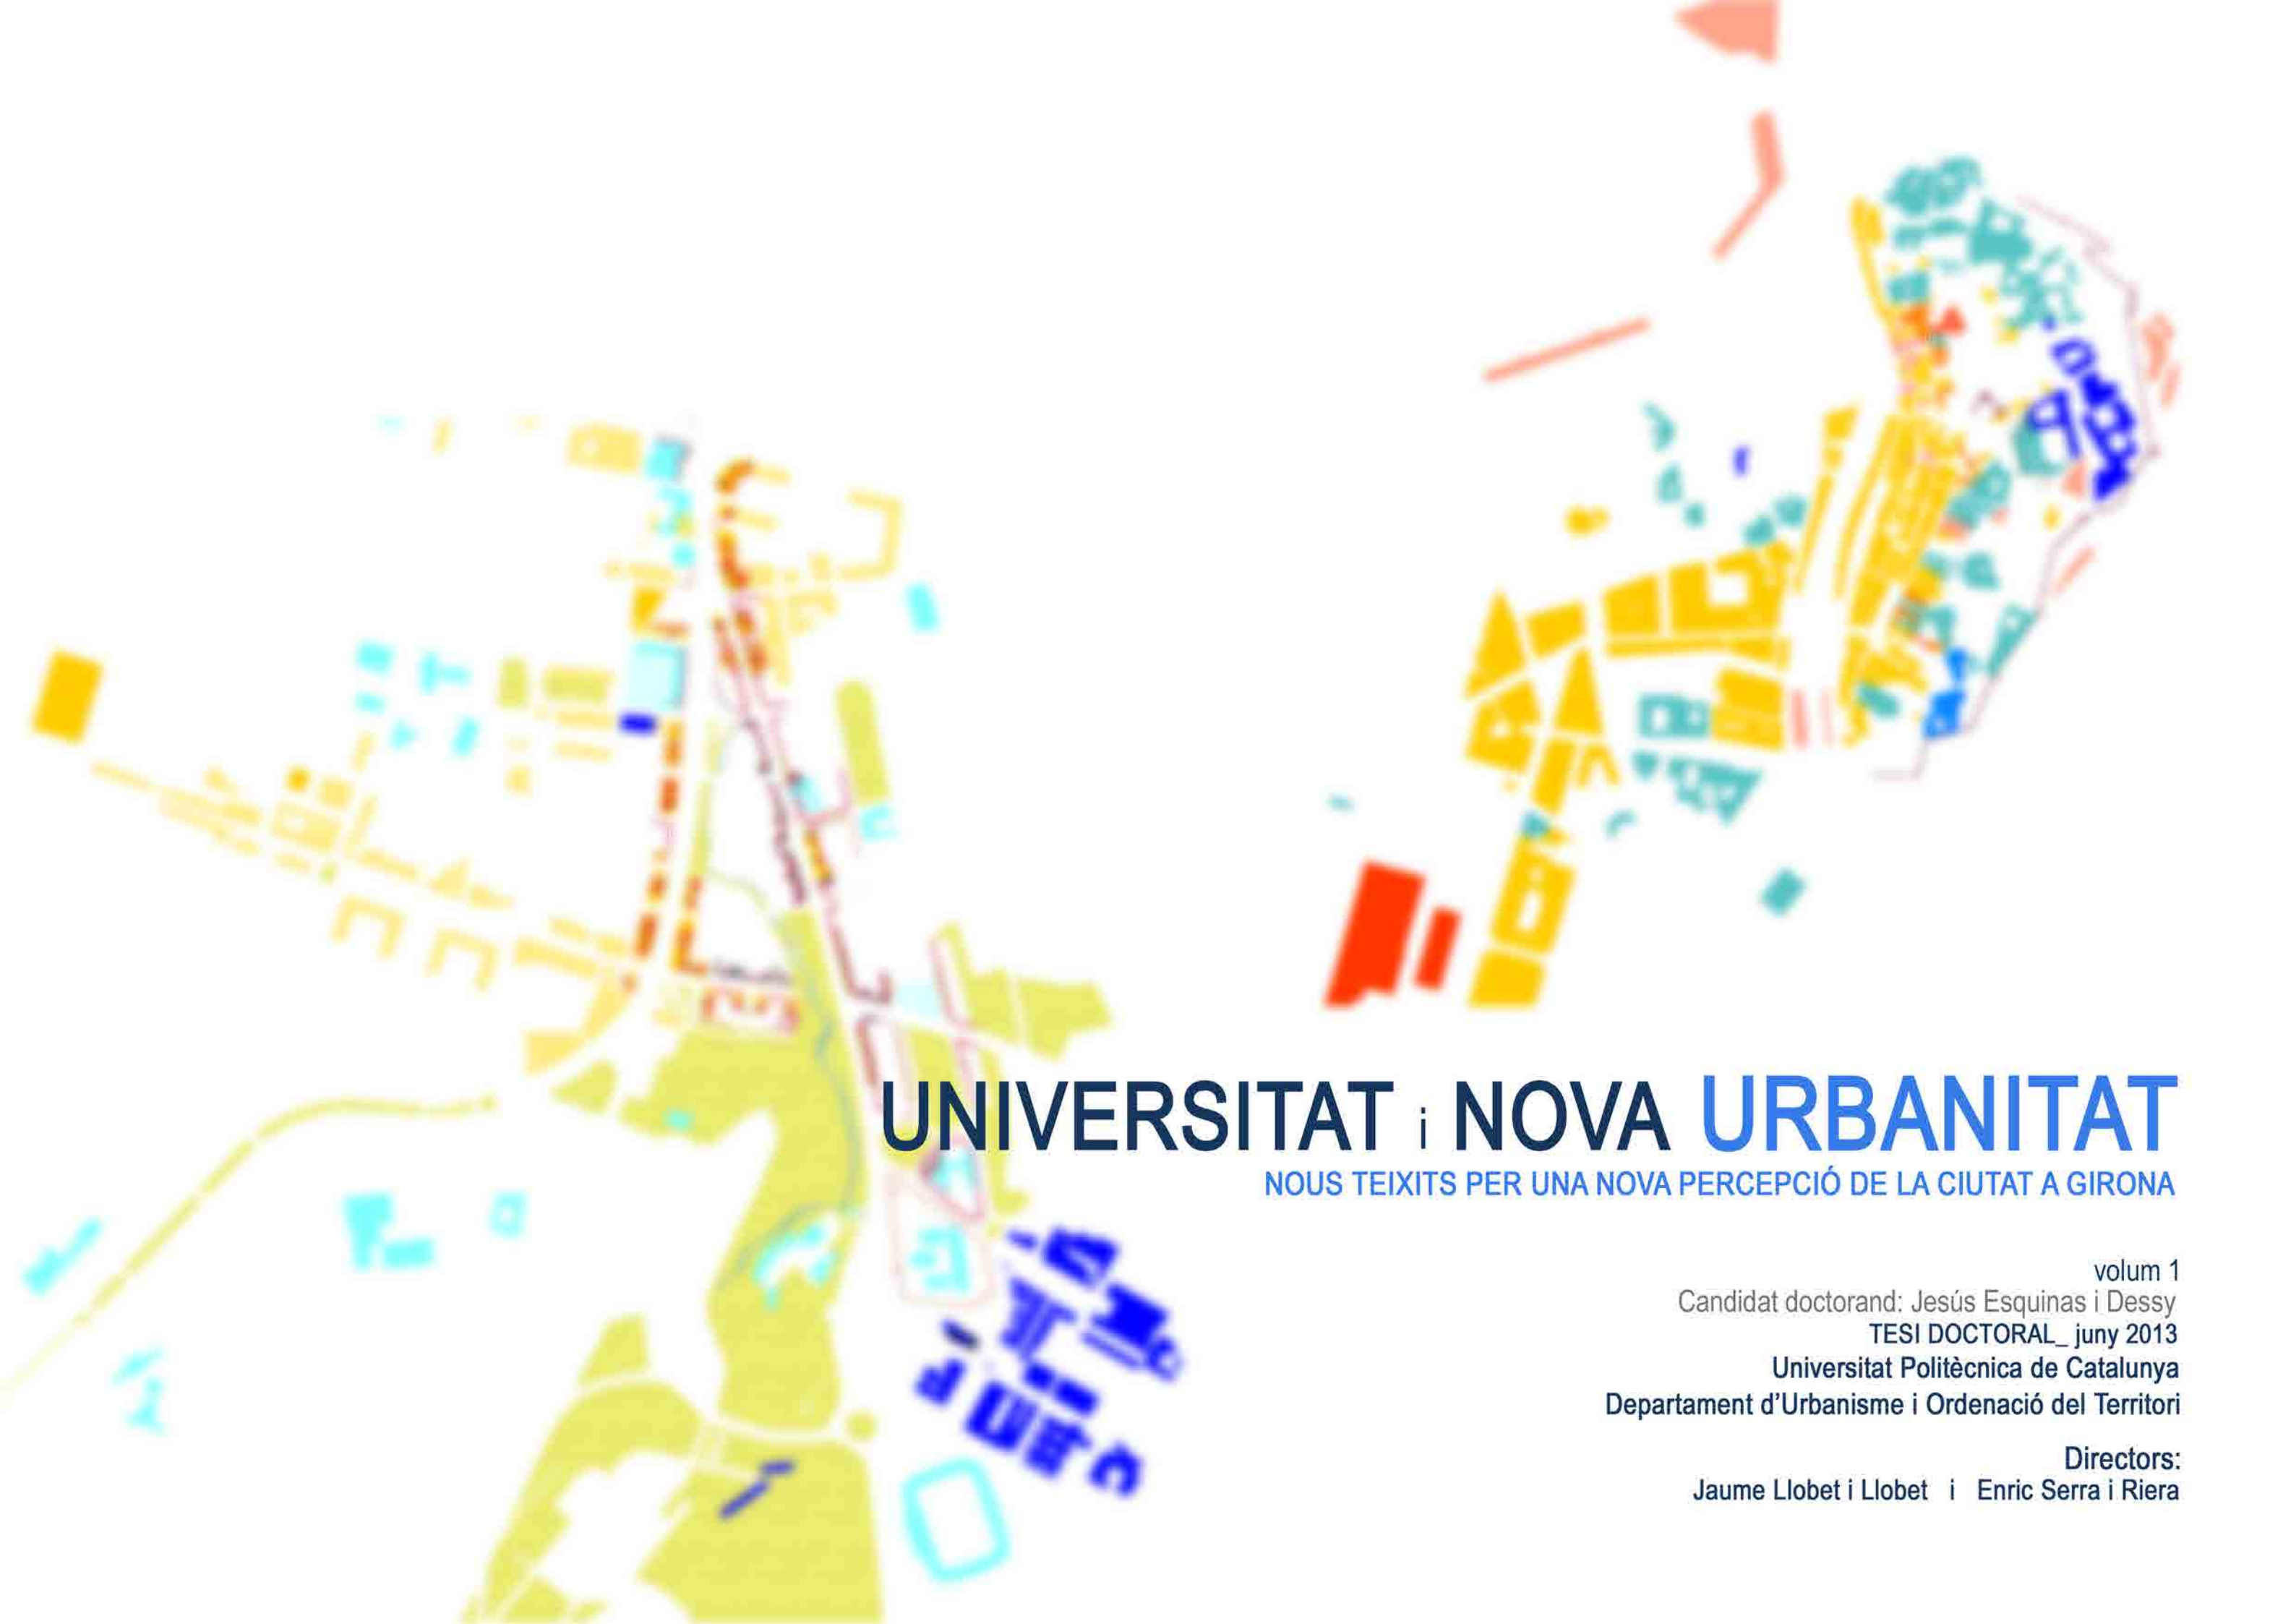 UNIVERSITAT i NOVA URBANITAT
NOUS TEIXITS PER UNA NOVA PERCEPCIÓ DE LA CIUTAT A GIRONA
volum 1
Candidat doctorand: Jesús Esquinas i Dessy
TESI DOCTORAL_ juny 2013
Universitat Politècnica de Catalunya
Departament d'Urbanisme i Ordenació del Territori
Directors:
Jaume Llobet i Llobet i Enric Serra i Riera